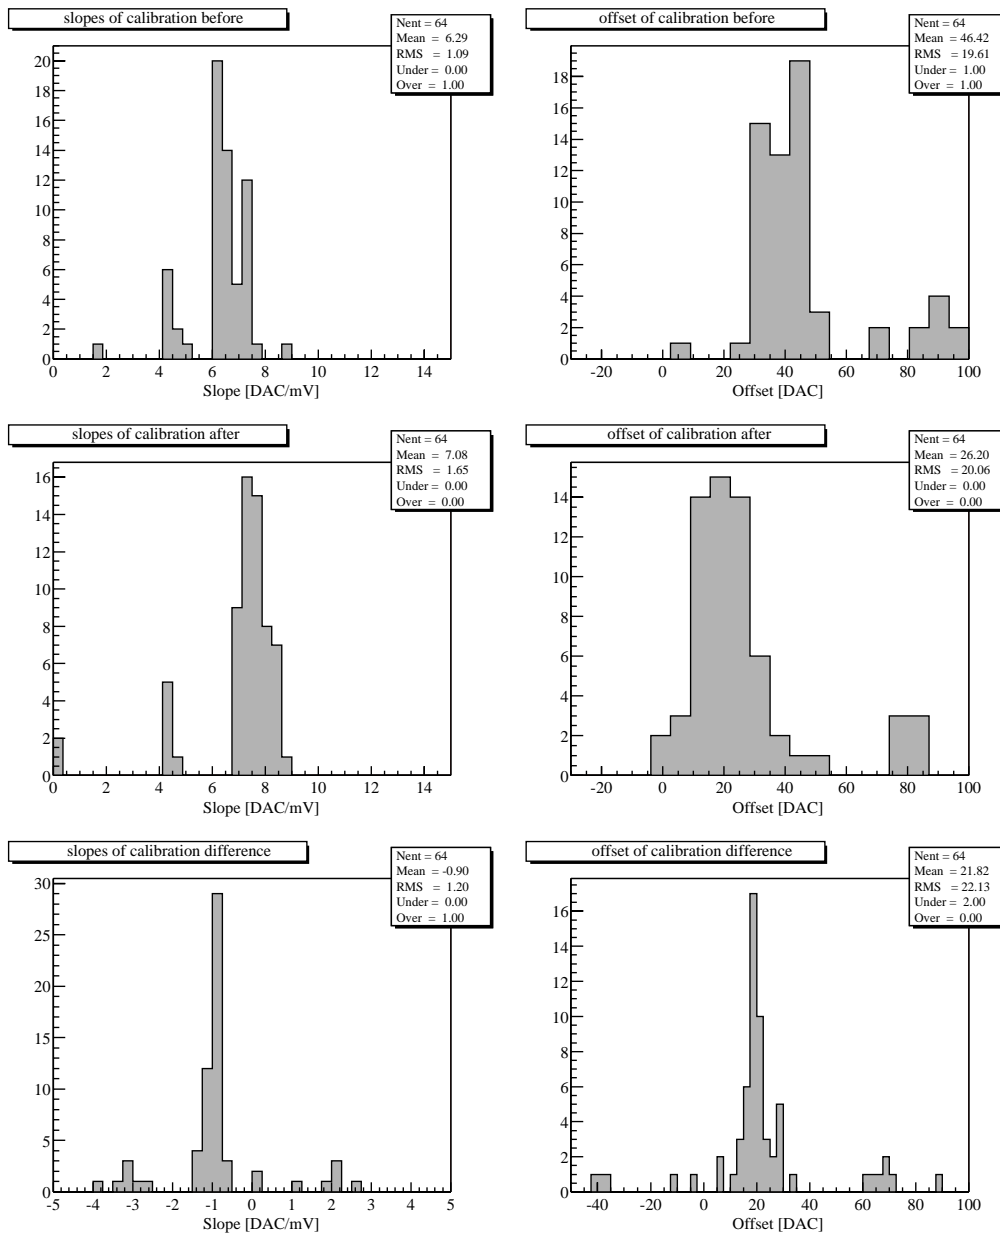 slopes of calibration before
Nent = 64
Mean = 6.29
RMS = 1.09
Under = 0.00
Over = 1.00
20
18
16
14
12
10
8
6
4
2
0
0 2 4 6 8 10 12 14
Slope [DAC/mV]
offset of calibration before
Nent = 64
Mean = 46.42
RMS = 19.61
Under = 1.00
Over = 1.00
18
16
14
12
10
8
6
4
2
0
-20 0 20 40 60 80 100
Offset [DAC]
slopes of calibration after
Nent = 64
Mean = 7.08
RMS = 1.65
Under = 0.00
Over = 0.00
16
14
12
10
8
6
4
2
0
0 2 4 6 8 10 12 14
Slope [DAC/mV]
offset of calibration after
Nent = 64
Mean = 26.20
RMS = 20.06
Under = 0.00
Over = 0.00
14
12
10
8
6
4
2
0
-20 0 20 40 60 80 100
Offset [DAC]
slopes of calibration difference
Nent = 64
Mean = -0.90
RMS = 1.20
Under = 0.00
Over = 1.00
30
25
20
15
10
5
0
-5 -4 -3 -2 -1 0 1 2 3 4 5
Slope [DAC/mV]
offset of calibration difference
Nent = 64
Mean = 21.82
RMS = 22.13
Under = 2.00
Over = 0.00
16
14
12
10
8
6
4
2
0
-40 -20 0 20 40 60 80 100
Offset [DAC]